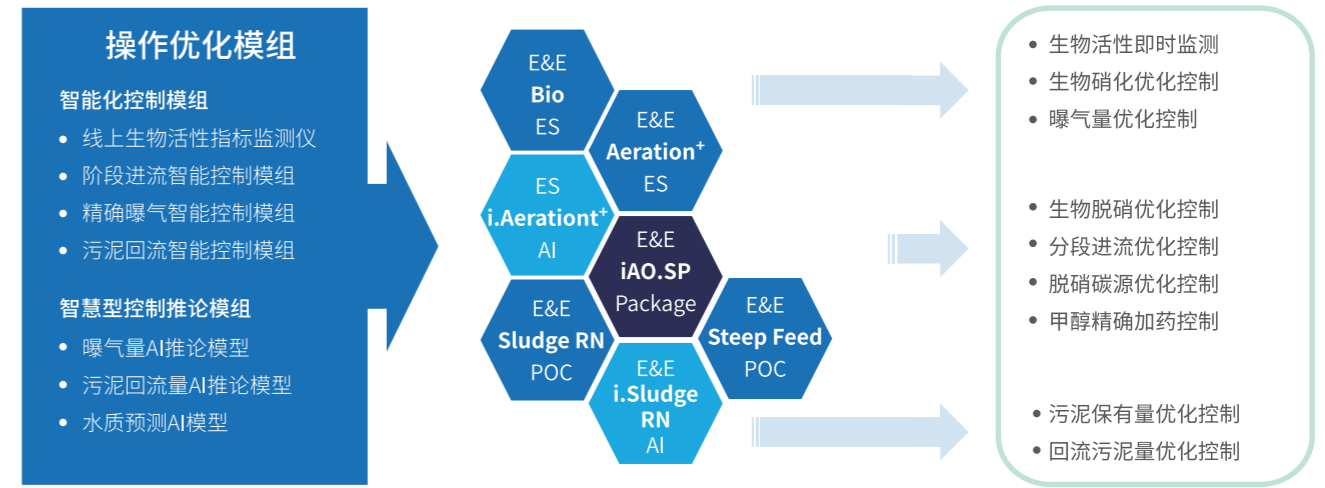 操作优化模组
智能化控制模组
• 线上生物活性指标监测仪
• 阶段进流智能控制模组
• 精确曝气智能控制模组
• 污泥回流智能控制模组
智慧型控制推论模组
• 曝气量AI推论模型
• 污泥回流量AI推论模型
• 水质预测AI模型
E&E
Bio
ES
E&E
Aeration⁺
ES
ES
i.Aerationt⁺
AI
E&E
iAO.SP
Package
E&E
Sludge RN
POC
E&E
Steep Feed
POC
E&E
i.Sludge
RN
AI
• 生物活性即时监测
• 生物硝化优化控制
• 曝气量优化控制
• 生物脱硝优化控制
• 分段进流优化控制
• 脱硝碳源优化控制
• 甲醇精确加药控制
• 污泥保有量优化控制
• 回流污泥量优化控制